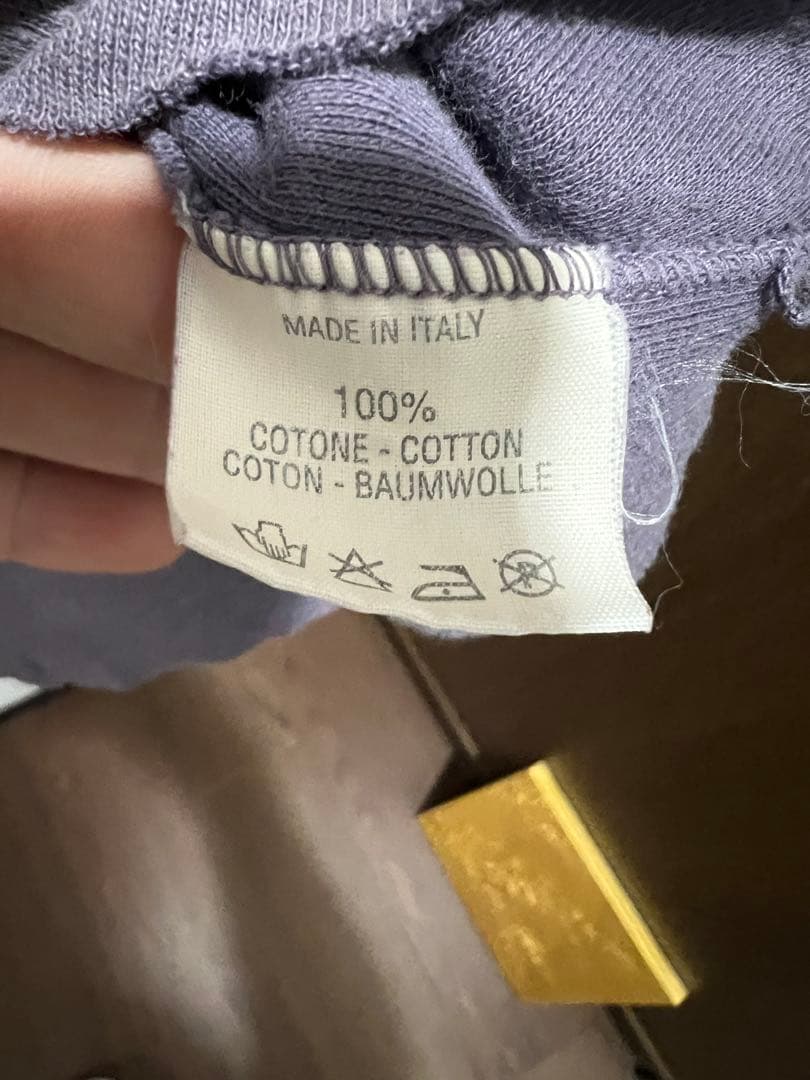 MADE IN ITALY
100%
COTONE - COTTON
COTON - BAUMWOLLE